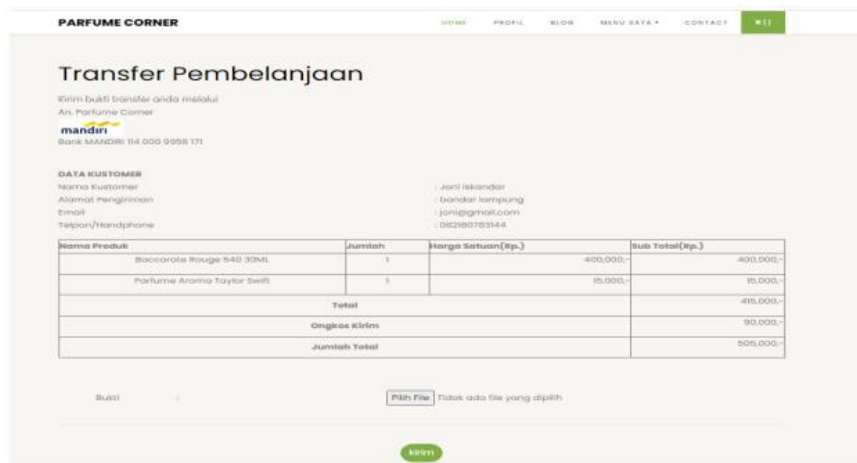 PARFUME CORNER HOME PROFIL BLOG MENU SAYA CONTACT
Transfer Pembelanjaan
Kirim bukti transfer anda melalui
An. Parfume Corner
mandiri
Bank MANDIRI 114 000 9956 171
DATA KUSTOMER
Nama Kustomer : Joni iskandar
Alamat Pengiriman : bandar lampung
Email : joni@gmail.com
Telpon/Handphone : 082180783144
Nama Produk Jumlah Harga Satuan(Rp.) Sub Total(Rp.)
Baccarote Rouge 540 30ML 1 400,000,- 400,000,-
Parfume Aroma Taylor Swift 1 15,000,- 15,000,-
Total 415,000,-
Ongkos Kirim 90,000,-
Jumlah Total 505,000,-
Bukti : Pilih File Tidak ada file yang dipilih
kirim